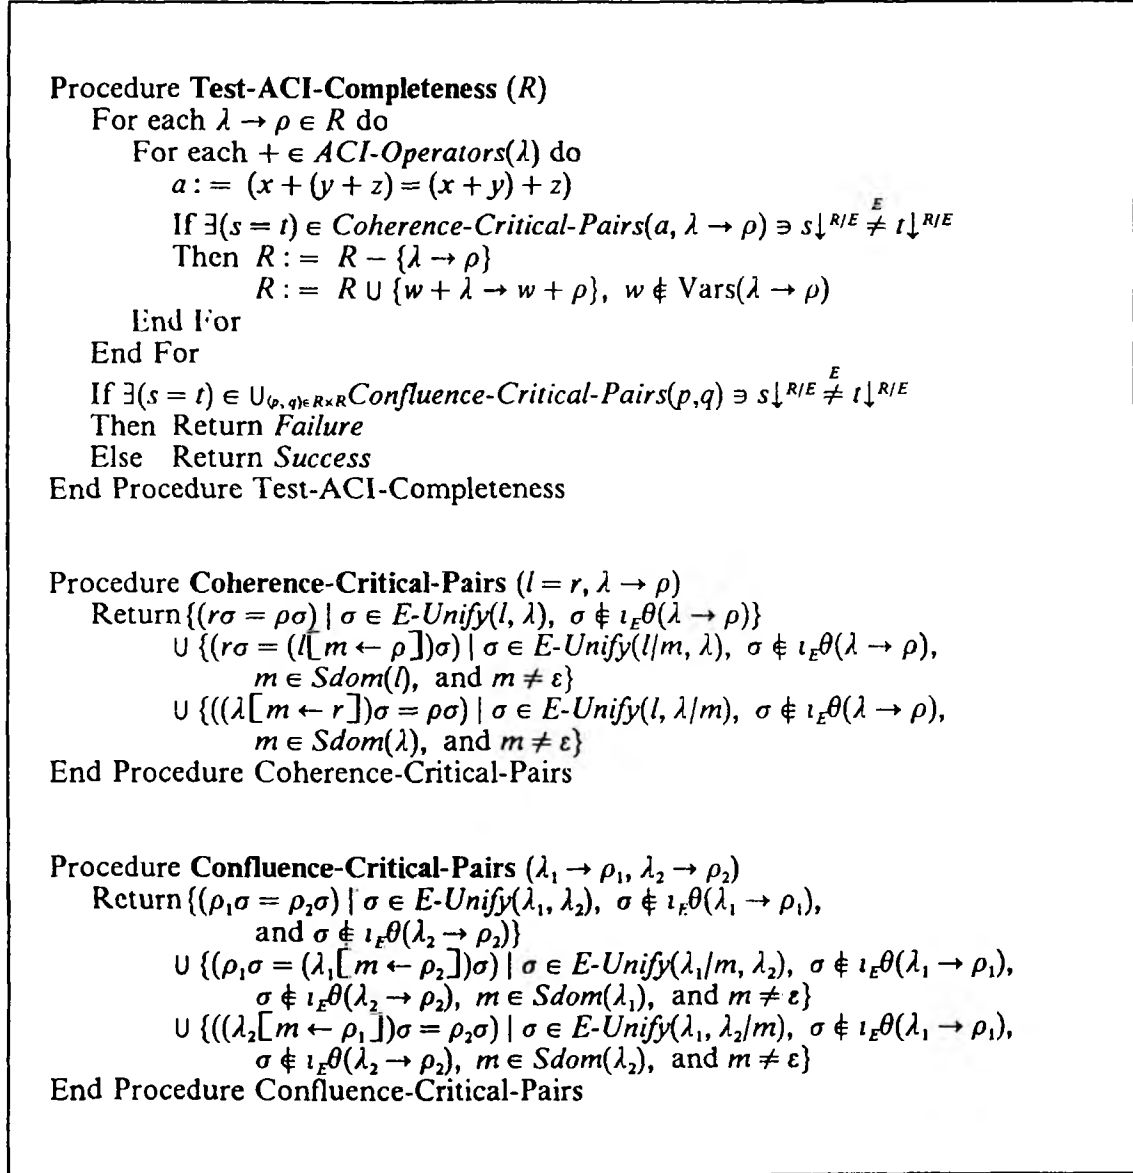 Procedure Test-ACI-Completeness (R)
For each λ → ρ ∈ R do
For each + ∈ ACI-Operators(λ) do
a := (x + (y + z) = (x + y) + z)
If ∃(s = t) ∈ Coherence-Critical-Pairs(a, λ → ρ) ∋ s↓^{R/E} ≠^{E} t↓^{R/E}
Then R := R − {λ → ρ}
R := R ∪ {w + λ → w + ρ}, w ∉ Vars(λ → ρ)
End For
End For
If ∃(s = t) ∈ ∪_{(p, q)∈R×R}Confluence-Critical-Pairs(p,q) ∋ s↓^{R/E} ≠^{E} t↓^{R/E}
Then Return Failure
Else Return Success
End Procedure Test-ACI-Completeness
Procedure Coherence-Critical-Pairs (l = r, λ → ρ)
Return{(rσ = ρσ) | σ ∈ E-Unify(l, λ), σ ∉ ι_Eθ(λ → ρ)}
∪ {(rσ = (l[m ← ρ])σ) | σ ∈ E-Unify(l/m, λ), σ ∉ ι_Eθ(λ → ρ),
m ∈ Sdom(l), and m ≠ ε}
∪ {((λ[m ← r])σ = ρσ) | σ ∈ E-Unify(l, λ/m), σ ∉ ι_Eθ(λ → ρ),
m ∈ Sdom(λ), and m ≠ ε}
End Procedure Coherence-Critical-Pairs
Procedure Confluence-Critical-Pairs (λ₁ → ρ₁, λ₂ → ρ₂)
Return{(ρ₁σ = ρ₂σ) | σ ∈ E-Unify(λ₁, λ₂), σ ∉ ι_Eθ(λ₁ → ρ₁),
and σ ∉ ι_Eθ(λ₂ → ρ₂)}
∪ {(ρ₁σ = (λ₁[m ← ρ₂])σ) | σ ∈ E-Unify(λ₁/m, λ₂), σ ∉ ι_Eθ(λ₁ → ρ₁),
σ ∉ ι_Eθ(λ₂ → ρ₂), m ∈ Sdom(λ₁), and m ≠ ε}
∪ {((λ₂[m ← ρ₁])σ = ρ₂σ) | σ ∈ E-Unify(λ₁, λ₂/m), σ ∉ ι_Eθ(λ₁ → ρ₁),
σ ∉ ι_Eθ(λ₂ → ρ₂), m ∈ Sdom(λ₂), and m ≠ ε}
End Procedure Confluence-Critical-Pairs